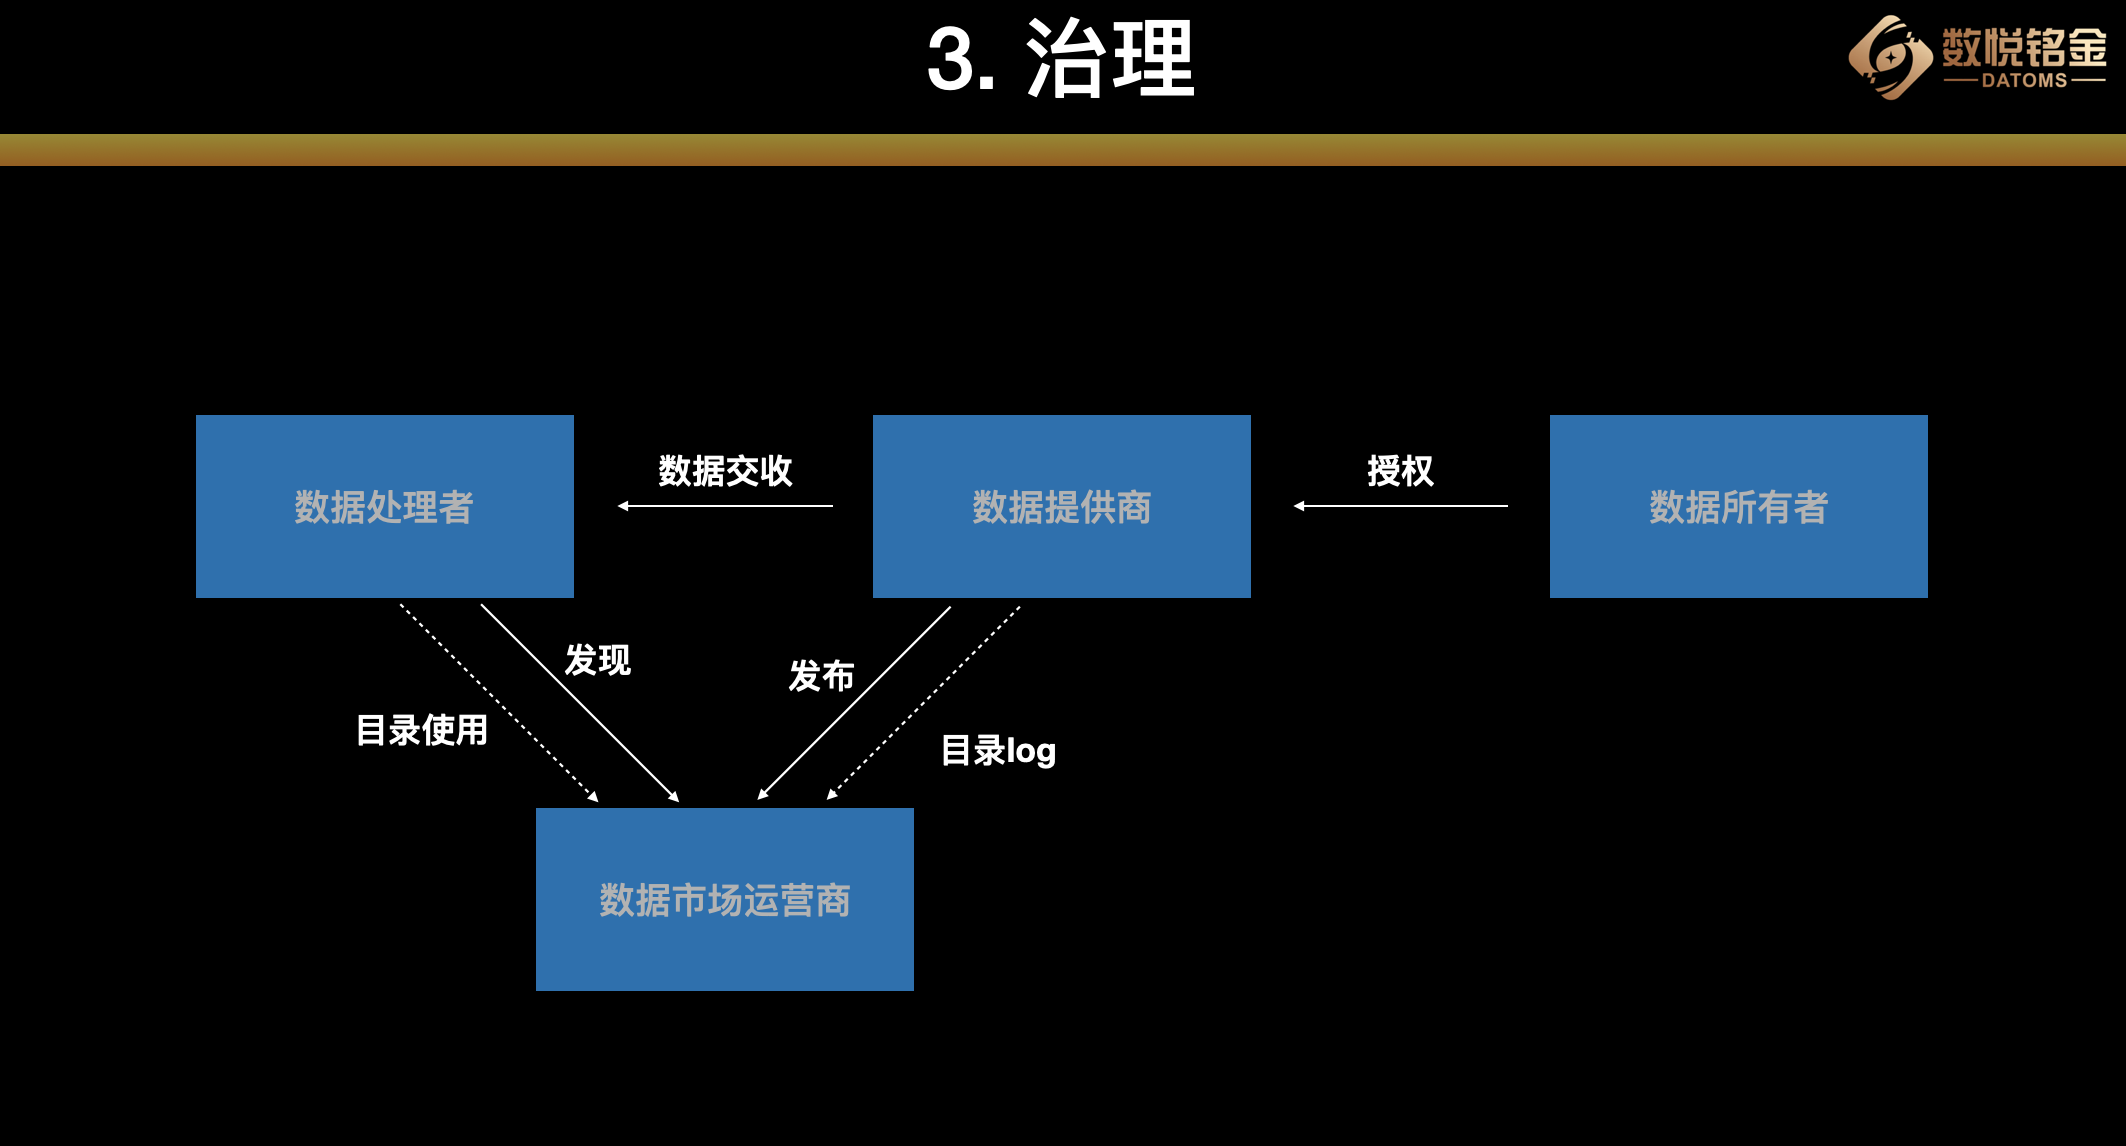 3. 治理
数悦铭金
DATOMS
数据处理者
数据交收
数据提供商
授权
数据所有者
发现
发布
目录使用
目录log
数据市场运营商